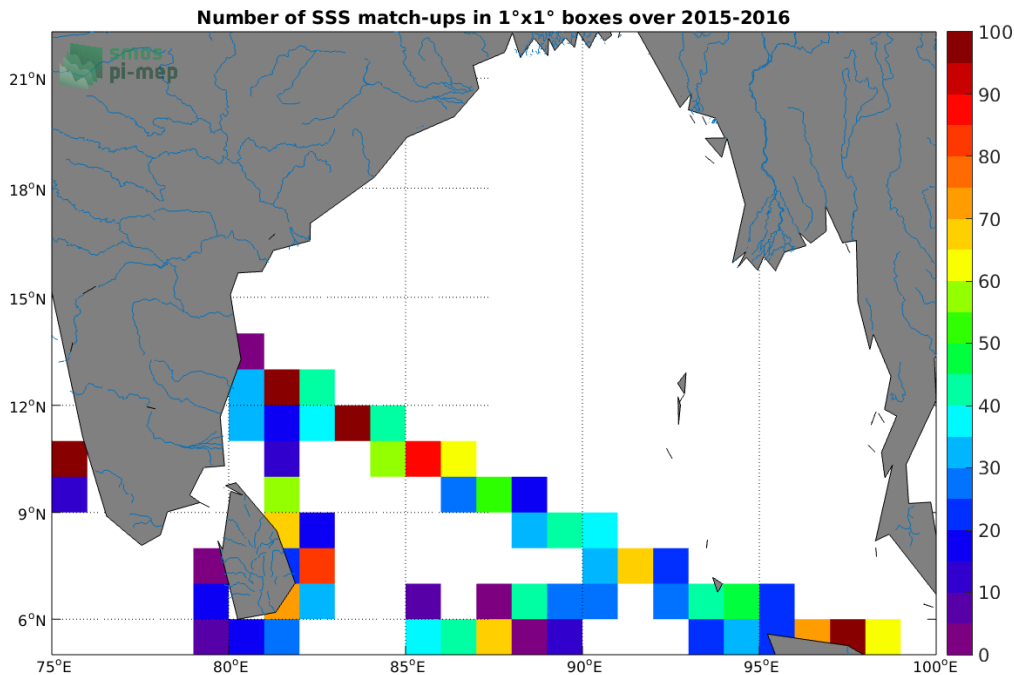 Number of SSS match-ups in 1°x1° boxes over 2015-2016
smos
pi-mep
21°N
18°N
15°N
12°N
9°N
6°N
75°E
80°E
85°E
90°E
95°E
100°E
100
90
80
70
60
50
40
30
20
10
0